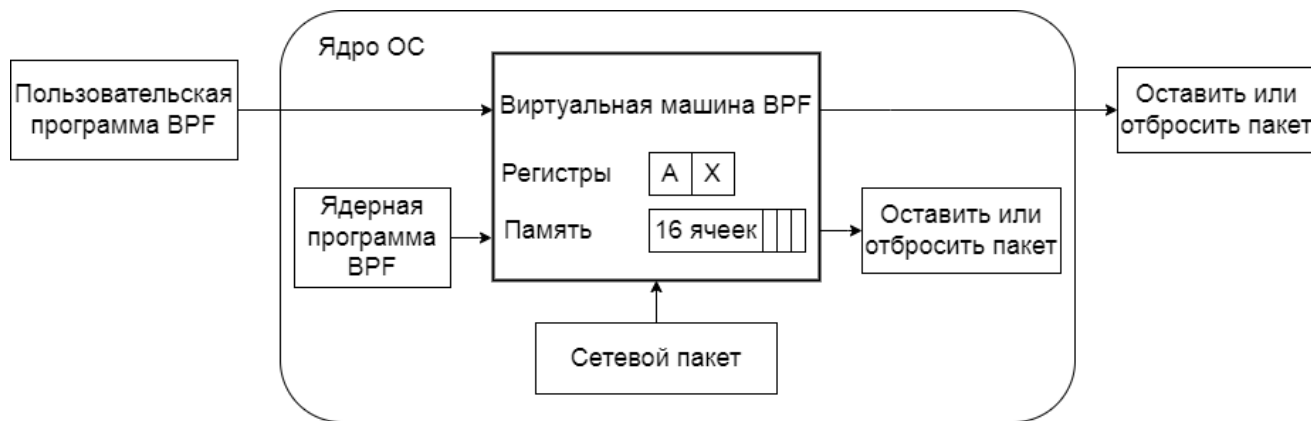 Ядро ОС
Пользовательская
программа BPF
Виртуальная машина BPF
Оставить или
отбросить пакет
Регистры
A X
Ядерная
программа
BPF
Память
16 ячеек
Оставить или
отбросить пакет
Сетевой пакет